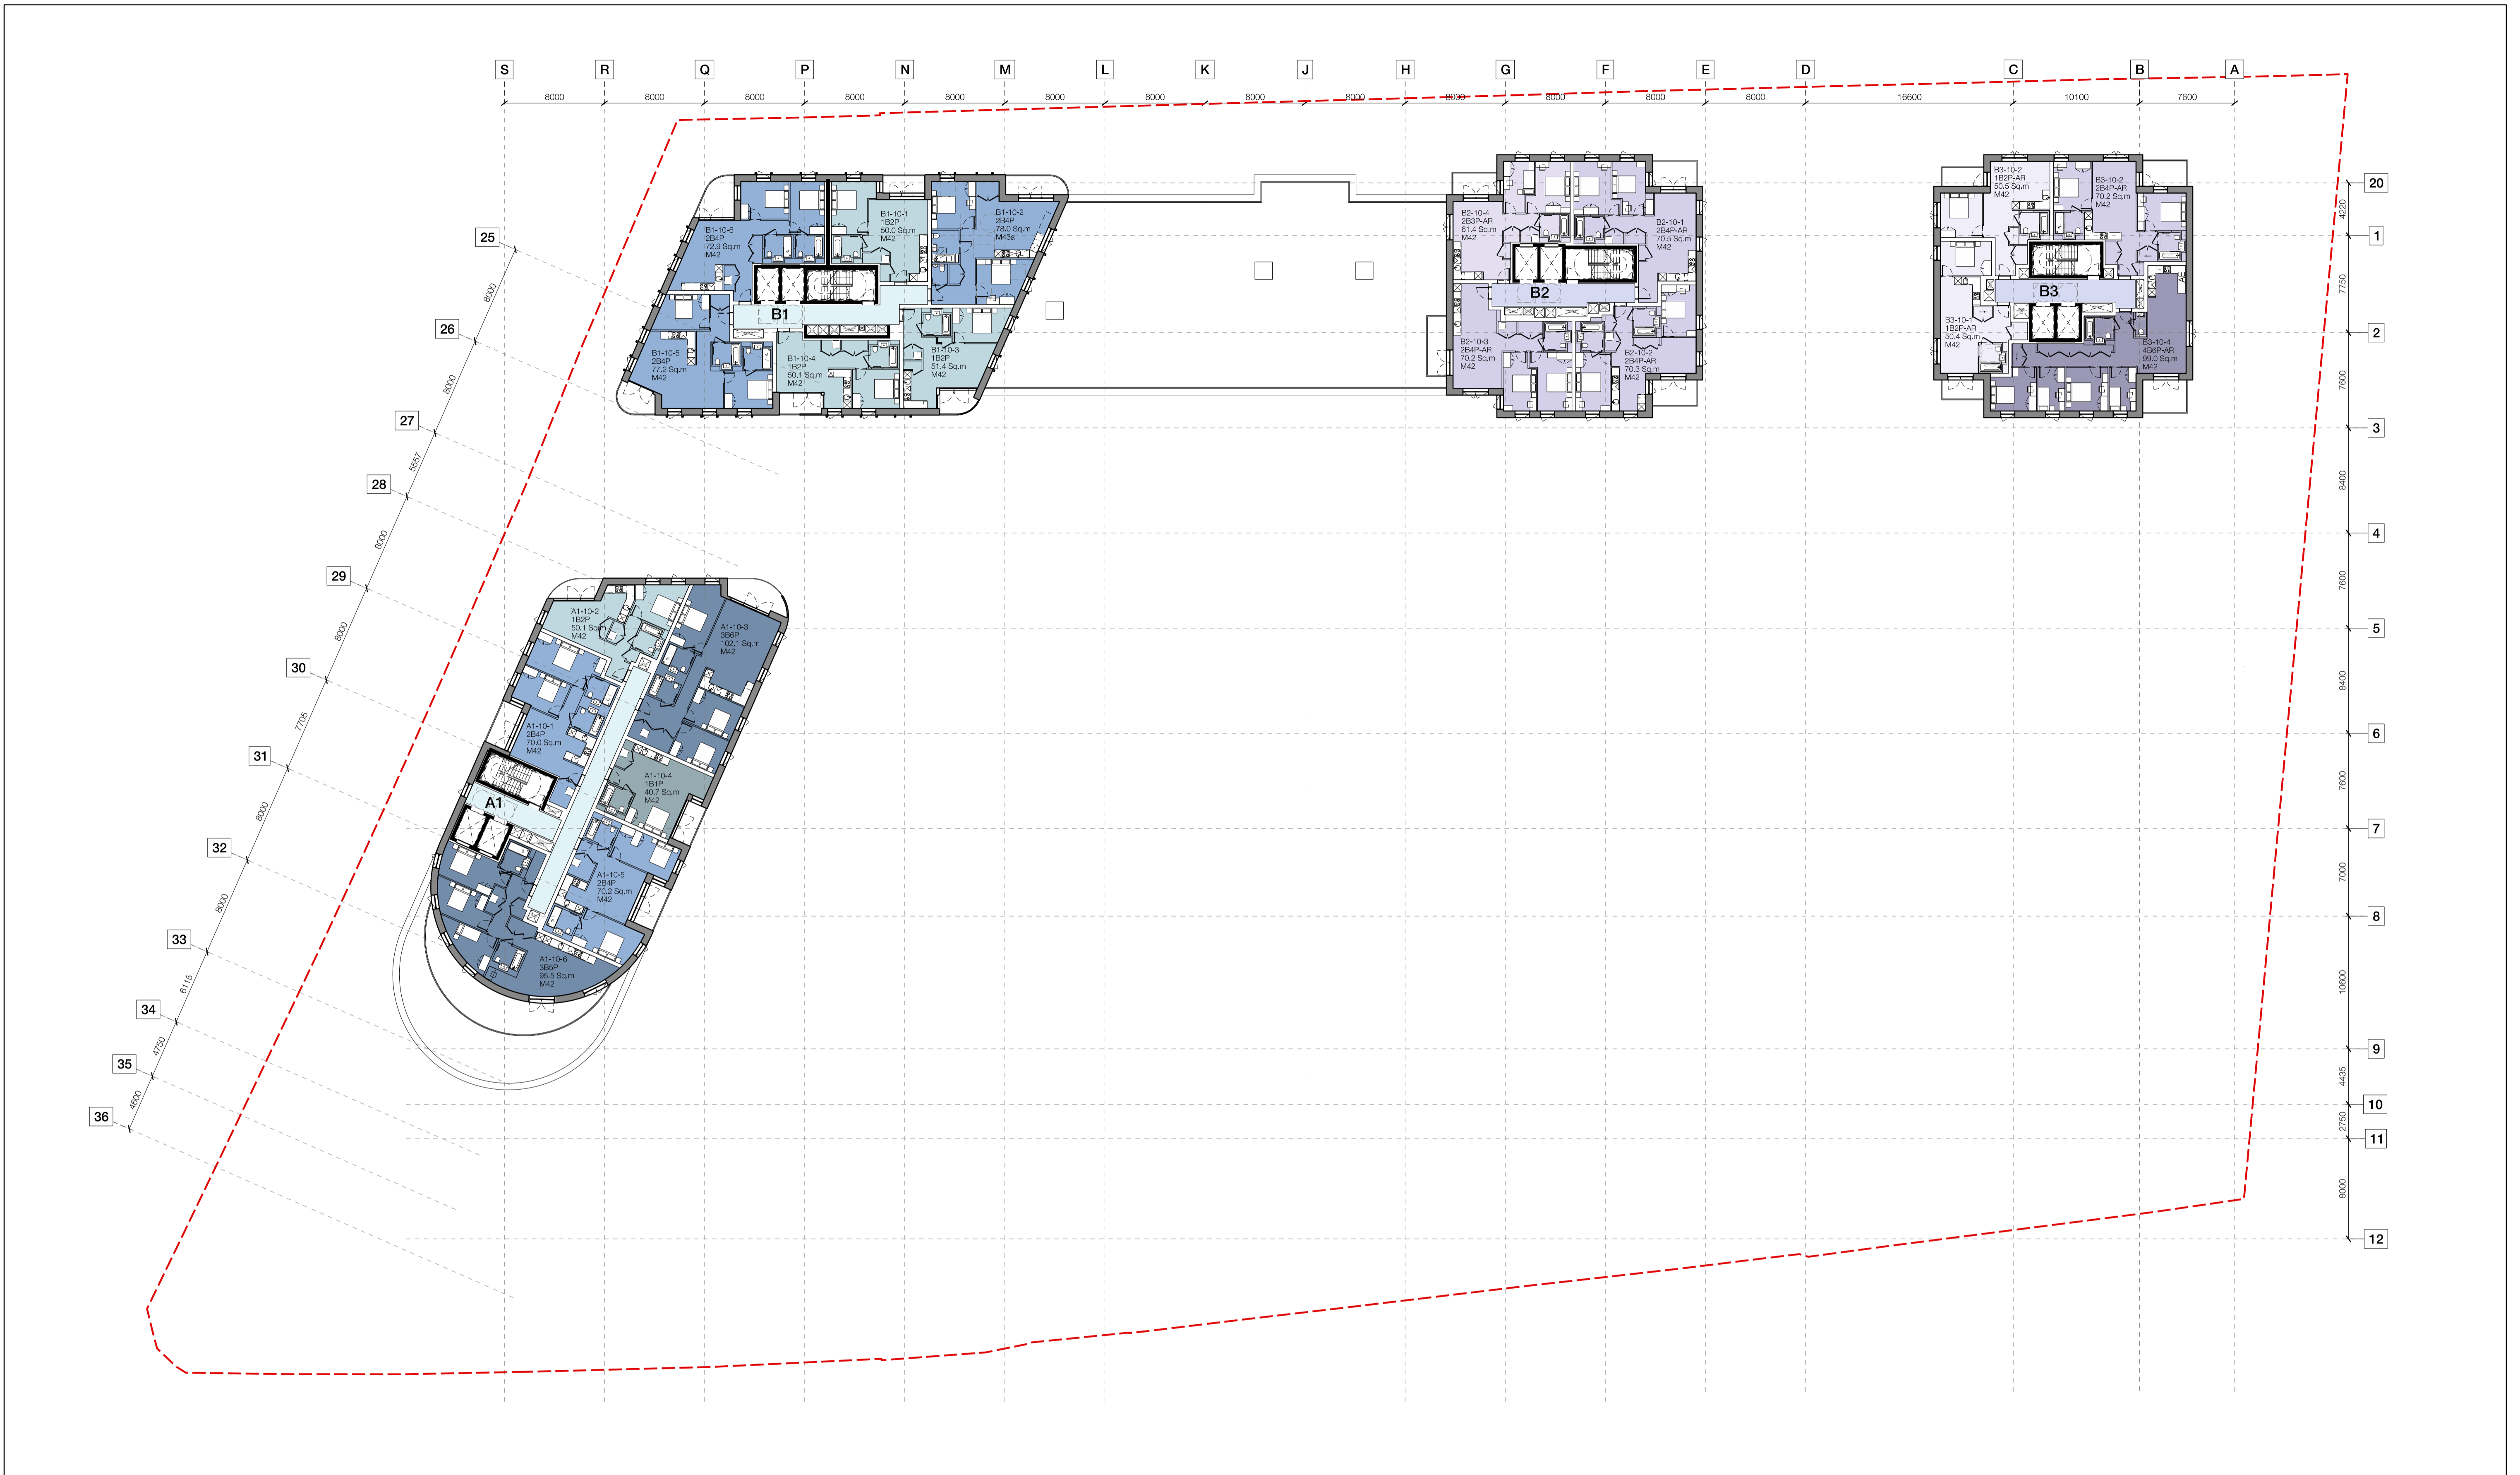 S R Q P N M L K J H G F E D C B A
8000 8000 8000 8000 8000 8000 8000 8000 8000 8030 8000 8000 8000 16600 10100 7600
20
4220
1
7750
2
7600
3
8400
4
7600
5
8400
6
7600
7
7000
8
10600
9
4435
10
2750
11
8000
12
25
8000
26
8000
27
5557
28
8000
29
8000
30
7705
31
8000
32
8000
33
6115
34
4750
35
4600
36
B1-10-6
2B4P
72.9 Sq.m
M42
B1-10-1
1B2P
50.0 Sq.m
M42
B1-10-2
2B4P
78.0 Sq.m
M43a
B1
B1-10-5
2B4P
77.2 Sq.m
M42
B1-10-4
1B2P
50.1 Sq.m
M42
B1-10-3
1B2P
51.4 Sq.m
M42
B2-10-4
2B3P-AR
61.4 Sq.m
M42
B2-10-1
2B4P-AR
70.5 Sq.m
M42
B2
B2-10-3
2B4P-AR
70.2 Sq.m
M42
B2-10-2
2B4P-AR
70.3 Sq.m
M42
B3-10-2
1B2P-AR
50.5 Sq.m
M42
B3-10-2
2B4P-AR
70.2 Sq.m
M42
B3
B3-10-1
1B2P-AR
50.4 Sq.m
M42
B3-10-4
4B6P-AR
99.0 Sq.m
M42
A1-10-2
1B2P
50.1 Sq.m
M42
A1-10-3
3B6P
102.1 Sq.m
M42
A1-10-1
2B4P
70.0 Sq.m
M42
A1-10-4
1B1P
40.7 Sq.m
M42
A1
A1-10-5
2B4P
70.2 Sq.m
M42
A1-10-6
3B5P
95.5 Sq.m
M42